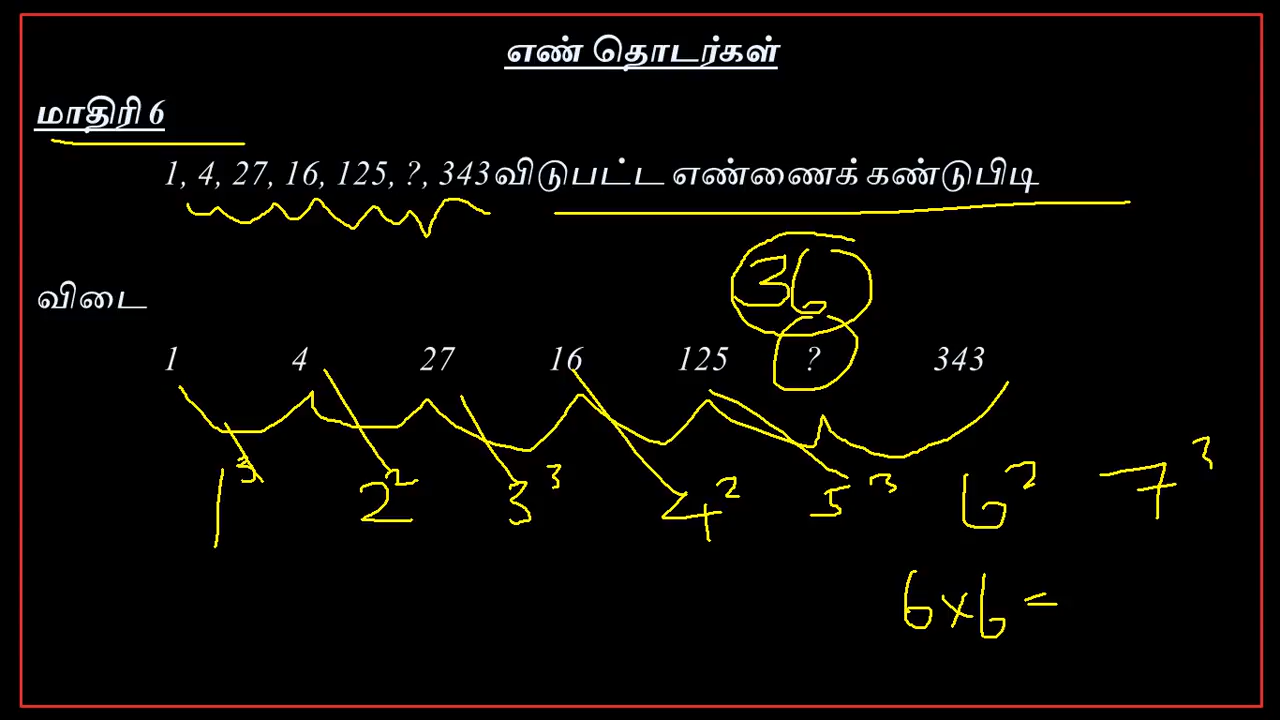 எண் தொடர்கள்
மாதிரி 6
1, 4, 27, 16, 125, ?, 343 விடுபட்ட எண்ணைக் கண்டுபிடி
36
விடை
1 4 27 16 125 ? 343
1³ 2² 3³ 4² 5³ 6² 7³
6×6=